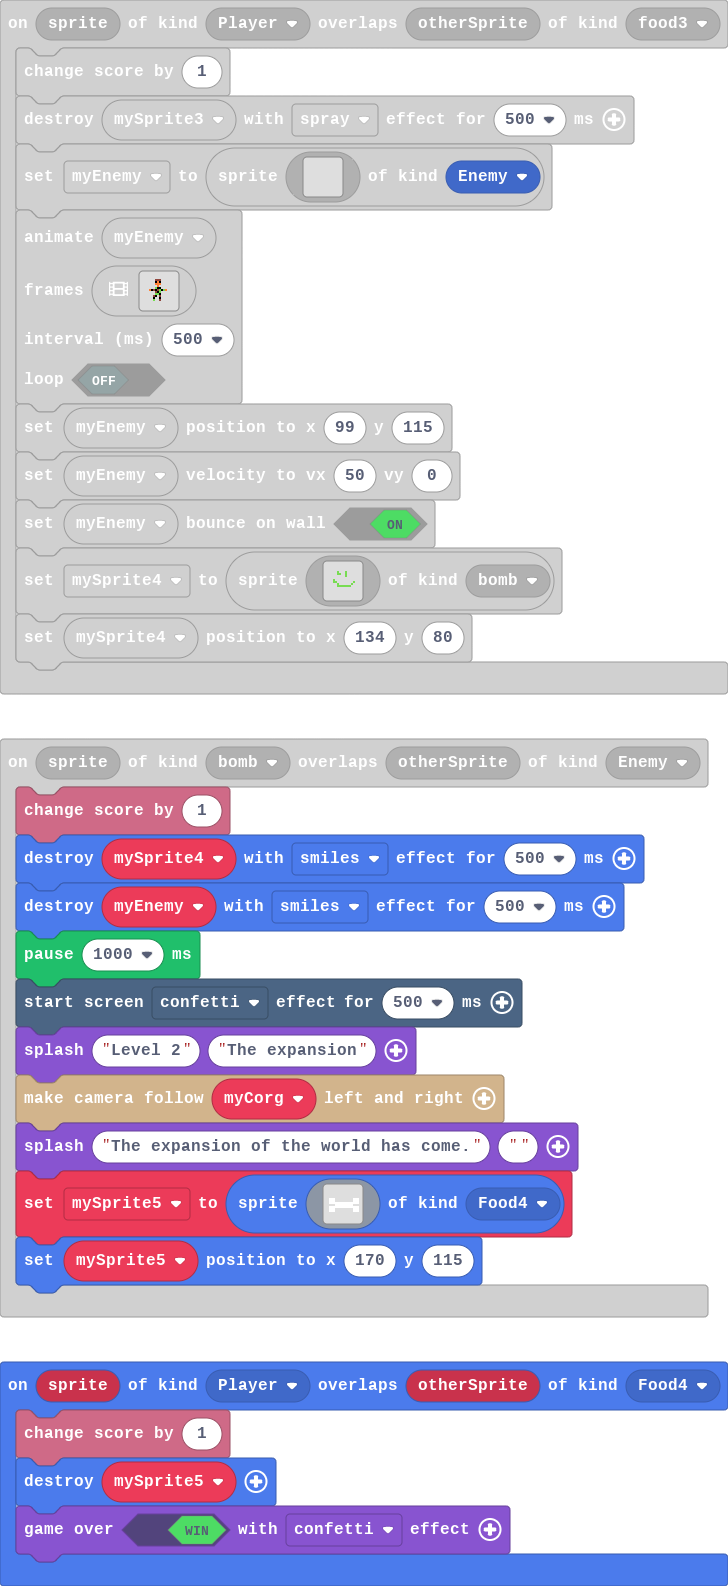 on sprite of kind Player overlaps otherSprite of kind food3
change score by 1
destroy mySprite3 with spray effect for 500 ms
set myEnemy to sprite of kind Enemy
animate myEnemy
frames
interval (ms) 500
loop OFF
set myEnemy position to x 99 y 115
set myEnemy velocity to vx 50 vy 0
set myEnemy bounce on wall ON
set mySprite4 to sprite of kind bomb
set mySprite4 position to x 134 y 80
on sprite of kind bomb overlaps otherSprite of kind Enemy
change score by 1
destroy mySprite4 with smiles effect for 500 ms
destroy myEnemy with smiles effect for 500 ms
pause 1000 ms
start screen confetti effect for 500 ms
splash "Level 2" "The expansion"
make camera follow myCorg left and right
splash "The expansion of the world has come." ""
set mySprite5 to sprite of kind Food4
set mySprite5 position to x 170 y 115
on sprite of kind Player overlaps otherSprite of kind Food4
change score by 1
destroy mySprite5
game over WIN with confetti effect